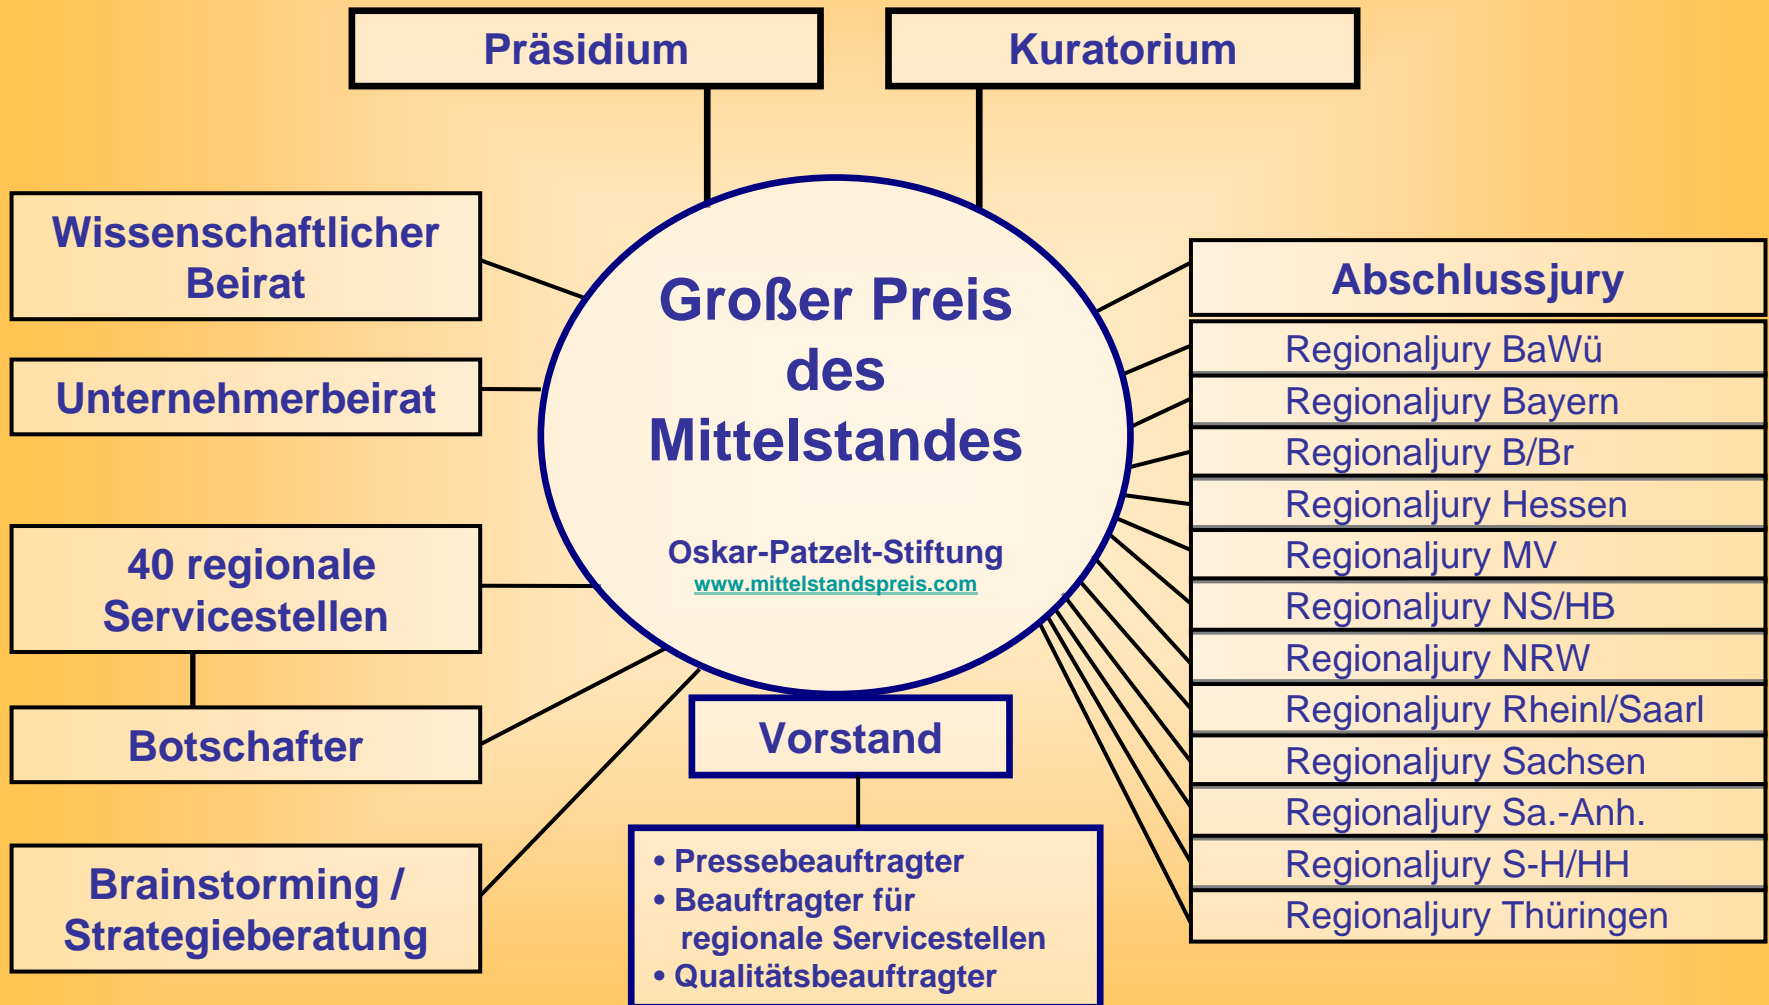 Präsidium
Kuratorium
Wissenschaftlicher
Beirat
Unternehmerbeirat
40 regionale
Servicestellen
Botschafter
Brainstorming /
Strategieberatung
Großer Preis
des
Mittelstandes
Oskar-Patzelt-Stiftung
www.mittelstandspreis.com
Vorstand
• Pressebeauftragter
• Beauftragter für
regionale Servicestellen
• Qualitätsbeauftragter
Abschlussjury
Regionaljury BaWü
Regionaljury Bayern
Regionaljury B/Br
Regionaljury Hessen
Regionaljury MV
Regionaljury NS/HB
Regionaljury NRW
Regionaljury Rheinl/Saarl
Regionaljury Sachsen
Regionaljury Sa.-Anh.
Regionaljury S-H/HH
Regionaljury Thüringen